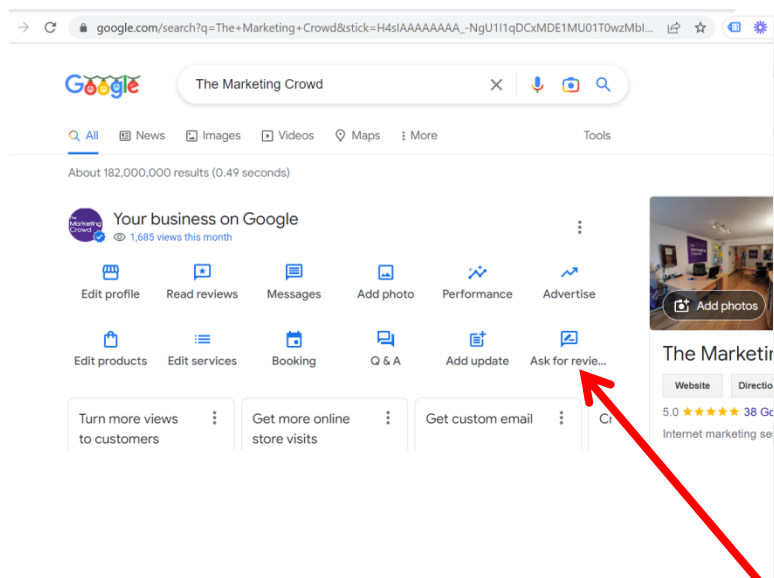 google.com/search?q=The+Marketing+Crowd&stick=H4sIAAAAAAAA_-NgU1I1qDCxMDE1MU01T0wzMbI...
Google
The Marketing Crowd
All News Images Videos Maps More Tools
About 182,000,000 results (0.49 seconds)
The
Marketing
Crowd
Your business on Google
1,685 views this month
Edit profile Read reviews Messages Add photo Performance Advertise
Edit products Edit services Booking Q & A Add update Ask for revie...
Turn more views
to customers
Get more online
store visits
Get custom email
Cr
Add photos
The Marketin
Website Directio
5.0 38 Go
Internet marketing se